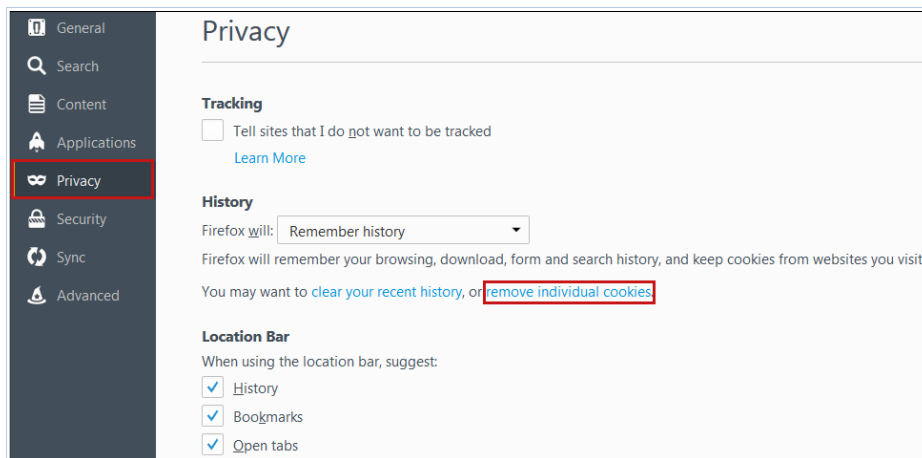 General
Search
Content
Applications
Privacy
Security
Sync
Advanced
Privacy
Tracking
Tell sites that I do not want to be tracked
Learn More
History
Firefox will: Remember history
Firefox will remember your browsing, download, form and search history, and keep cookies from websites you visit
You may want to clear your recent history, or remove individual cookies.
Location Bar
When using the location bar, suggest:
History
Bookmarks
Open tabs